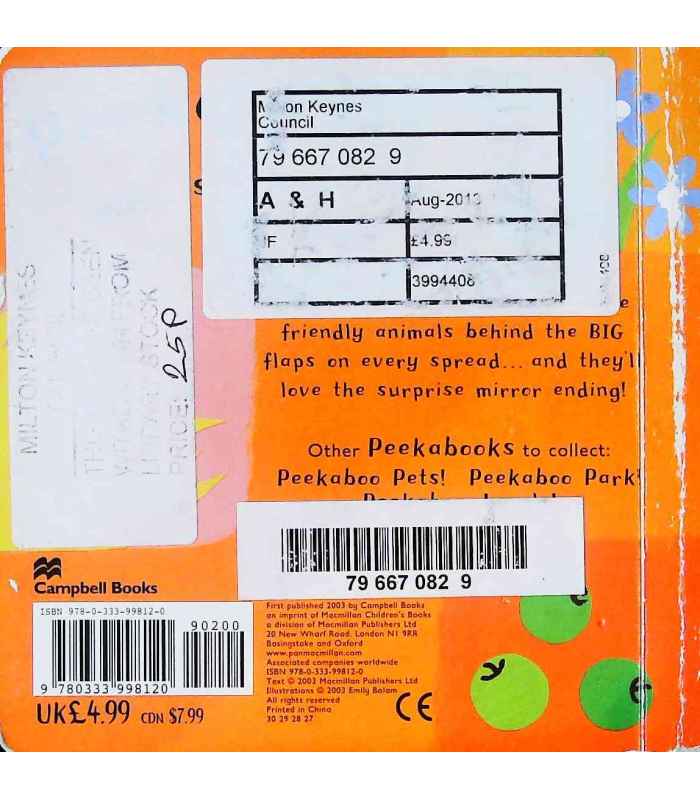 Milton Keynes
Council
79 667 082 9
A & H
£4.99
3994408
MILTON KEYNES
WITHDRAWN FROM
LIBRARY STOCK
PRICE: 25P
friendly animals behind the BIG
flaps on every spread... and they'll
love the surprise mirror ending!
Other Peekabooks to collect:
Peekaboo Pets! Peekaboo Park!
79 667 082 9
Campbell Books
ISBN 978-0-333-99812-0
90200
9 780333 998120
UK£4.99 CDN $7.99
First published 2003 by Campbell Books
an imprint of Macmillan Children's Books
a division of Macmillan Publishers Ltd
20 New Wharf Road, London N1 9RR
Basingstoke and Oxford
www.panmacmillan.com
Associated companies worldwide
ISBN 978-0-333-99812-0
Text © 2003 Macmillan Publishers Ltd
Illustrations © 2003 Emily Bolam
All rights reserved
Printed in China
30 29 28 27
CE